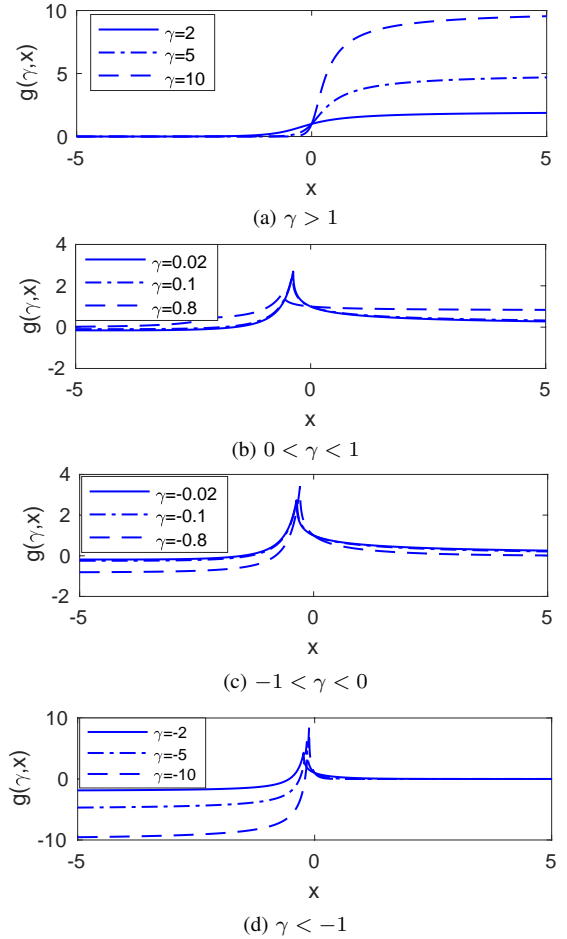 10
5
0
g(γ,x)
γ=2
γ=5
γ=10
-5 0 5
x
(a) γ > 1
4
2
0
-2
g(γ,x)
γ=0.02
γ=0.1
γ=0.8
-5 0 5
x
(b) 0 < γ < 1
4
2
0
-2
g(γ,x)
γ=-0.02
γ=-0.1
γ=-0.8
-5 0 5
x
(c) −1 < γ < 0
10
0
-10
g(γ,x)
γ=-2
γ=-5
γ=-10
-5 0 5
x
(d) γ < −1